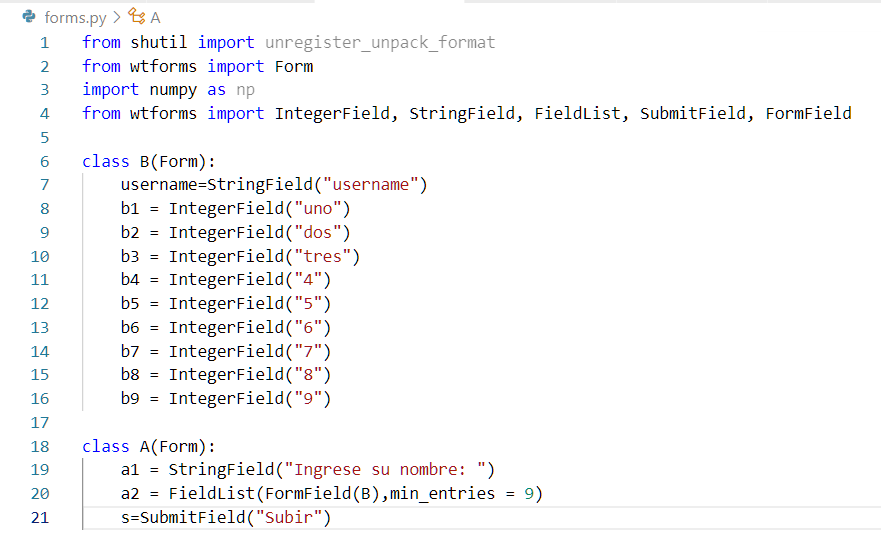 forms.py > A
1 from shutil import unregister_unpack_format
2 from wtforms import Form
3 import numpy as np
4 from wtforms import IntegerField, StringField, FieldList, SubmitField, FormField
5
6 class B(Form):
7     username=StringField("username")
8     b1 = IntegerField("uno")
9     b2 = IntegerField("dos")
10     b3 = IntegerField("tres")
11     b4 = IntegerField("4")
12     b5 = IntegerField("5")
13     b6 = IntegerField("6")
14     b7 = IntegerField("7")
15     b8 = IntegerField("8")
16     b9 = IntegerField("9")
17
18 class A(Form):
19     a1 = StringField("Ingrese su nombre: ")
20     a2 = FieldList(FormField(B),min_entries = 9)
21     s=SubmitField("Subir")